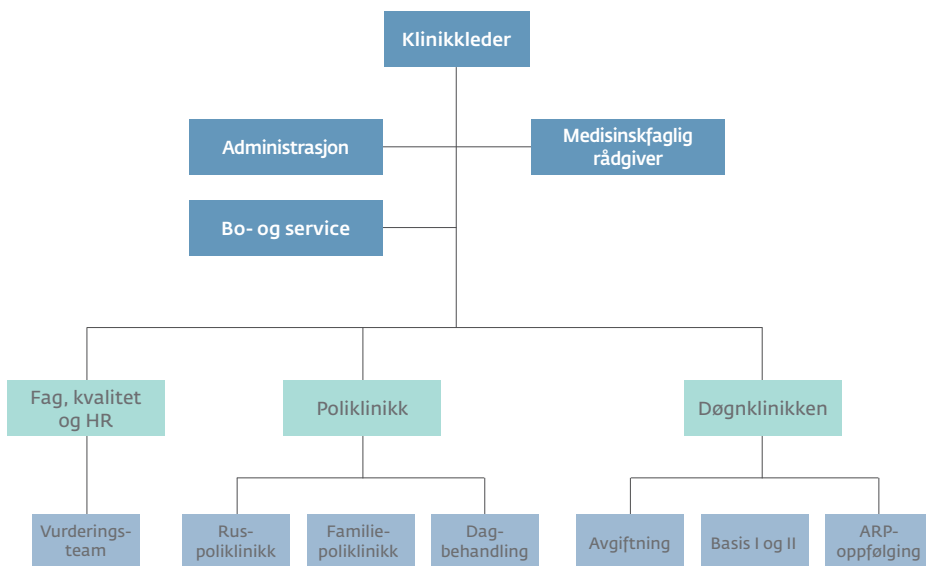 Klinikkleder
Administrasjon
Medisinskfaglig
rådgiver
Bo- og service
Fag, kvalitet
og HR
Poliklinikk
Døgnklinikken
Vurderings-
team
Rus-
poliklinikk
Familie-
poliklinikk
Dag-
behandling
Avgiftning
Basis I og II
ARP-
oppfølging